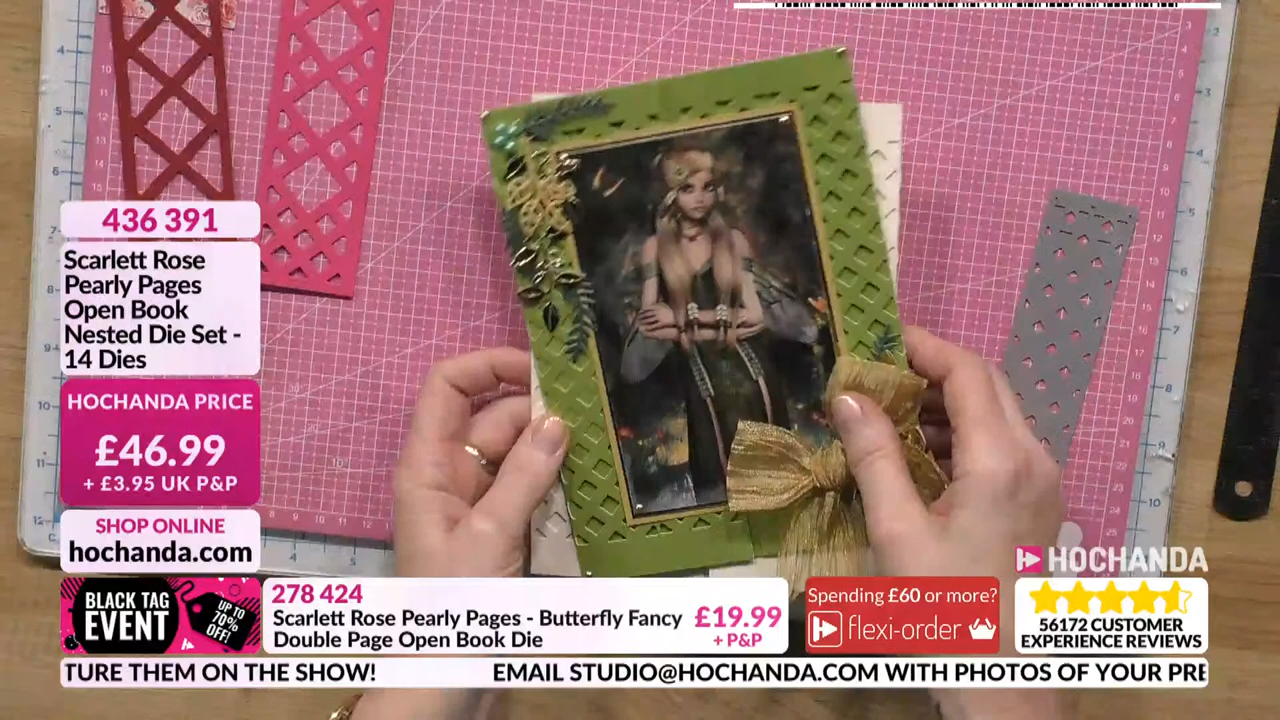 436 391
Scarlett Rose
Pearly Pages
Open Book
Nested Die Set -
14 Dies
HOCHANDA PRICE
£46.99
+ £3.95 UK P&P
SHOP ONLINE
hochanda.com
HOCHANDA
BLACK TAG
EVENT
UP TO
70%
OFF!
278 424
Scarlett Rose Pearly Pages - Butterfly Fancy
Double Page Open Book Die
£19.99
+ P&P
Spending £60 or more?
flexi-order
56172 CUSTOMER
EXPERIENCE REVIEWS
TURE THEM ON THE SHOW! EMAIL STUDIO@HOCHANDA.COM WITH PHOTOS OF YOUR PRE